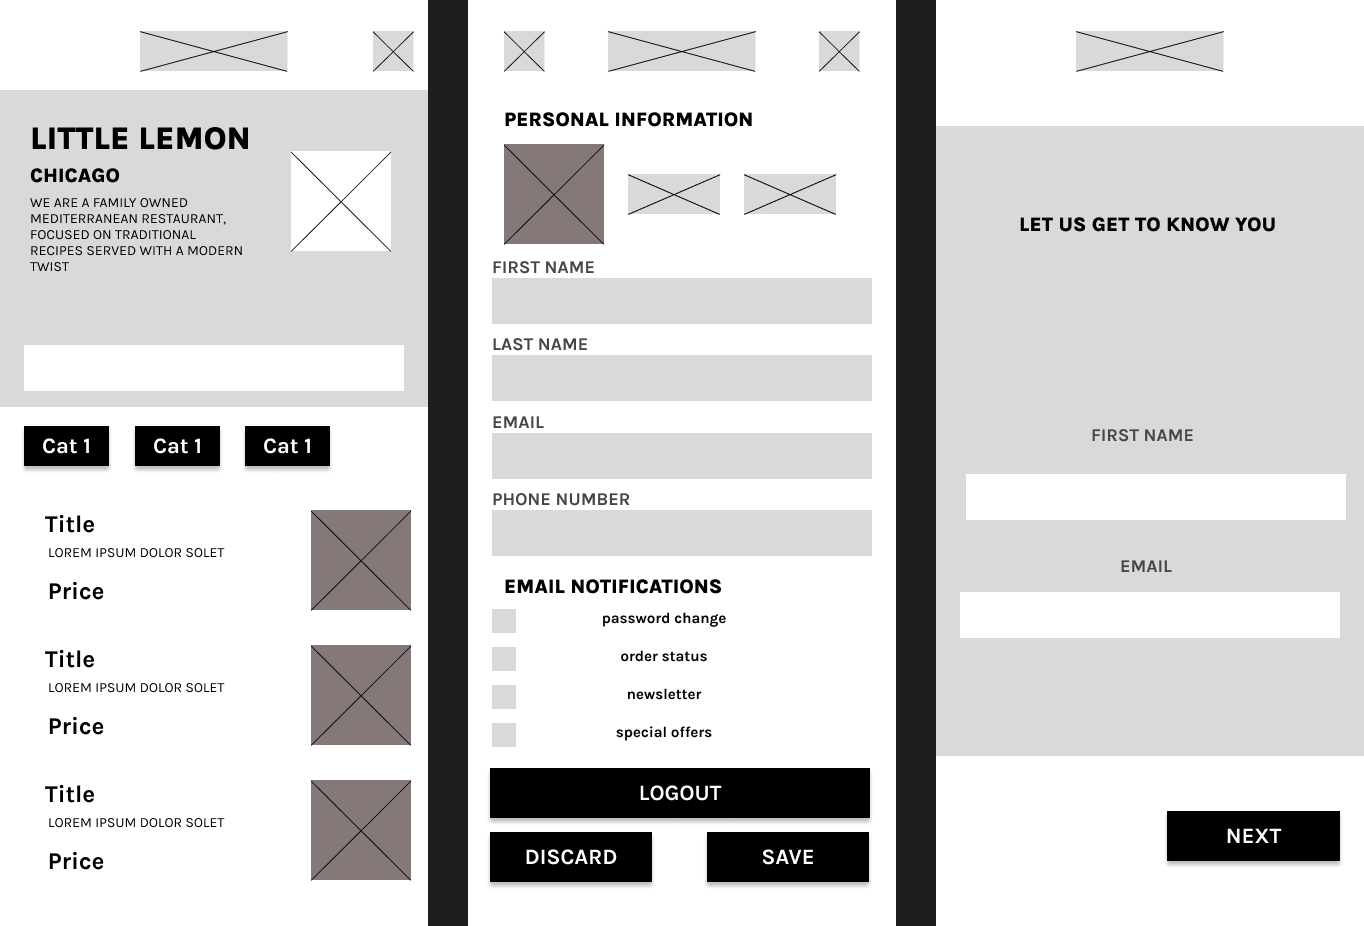 LITTLE LEMON
CHICAGO
WE ARE A FAMILY OWNED
MEDITERRANEAN RESTAURANT,
FOCUSED ON TRADITIONAL
RECIPES SERVED WITH A MODERN
TWIST
Cat 1
Cat 1
Cat 1
Title
LOREM IPSUM DOLOR SOLET
Price
Title
LOREM IPSUM DOLOR SOLET
Price
Title
LOREM IPSUM DOLOR SOLET
Price
PERSONAL INFORMATION
FIRST NAME
LAST NAME
EMAIL
PHONE NUMBER
EMAIL NOTIFICATIONS
password change
order status
newsletter
special offers
LOGOUT
DISCARD
SAVE
LET US GET TO KNOW YOU
FIRST NAME
EMAIL
NEXT